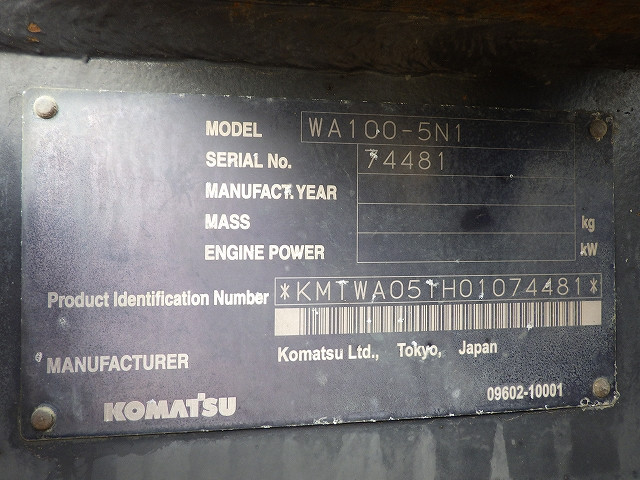 MODEL WA100-5N1
SERIAL No. 74481
MANUFACT. YEAR
MASS kg
ENGINE POWER kW
Product Identification Number *KMTWA051H01074481*
MANUFACTURER Komatsu Ltd., Tokyo, Japan
KOMATSU 09602-10001